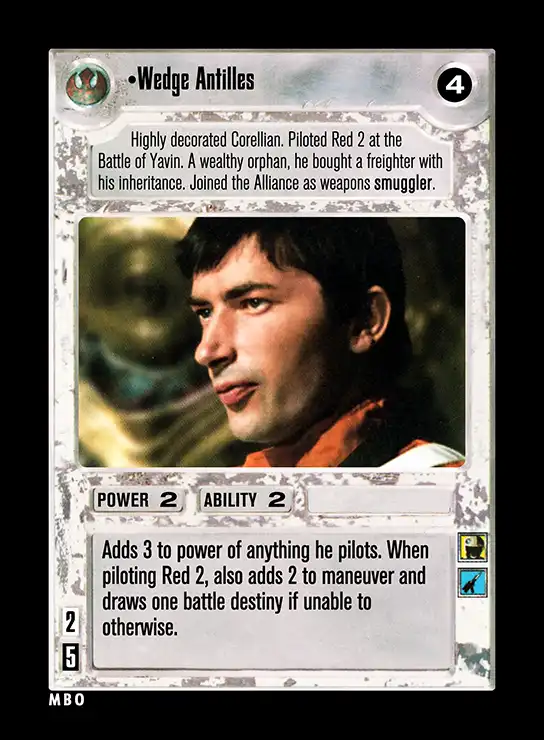 •Wedge Antilles
4
Highly decorated Corellian. Piloted Red 2 at the
Battle of Yavin. A wealthy orphan, he bought a freighter with
his inheritance. Joined the Alliance as weapons smuggler.
POWER 2 ABILITY 2
Adds 3 to power of anything he pilots. When
piloting Red 2, also adds 2 to maneuver and
draws one battle destiny if unable to
otherwise.
2
5
MBO